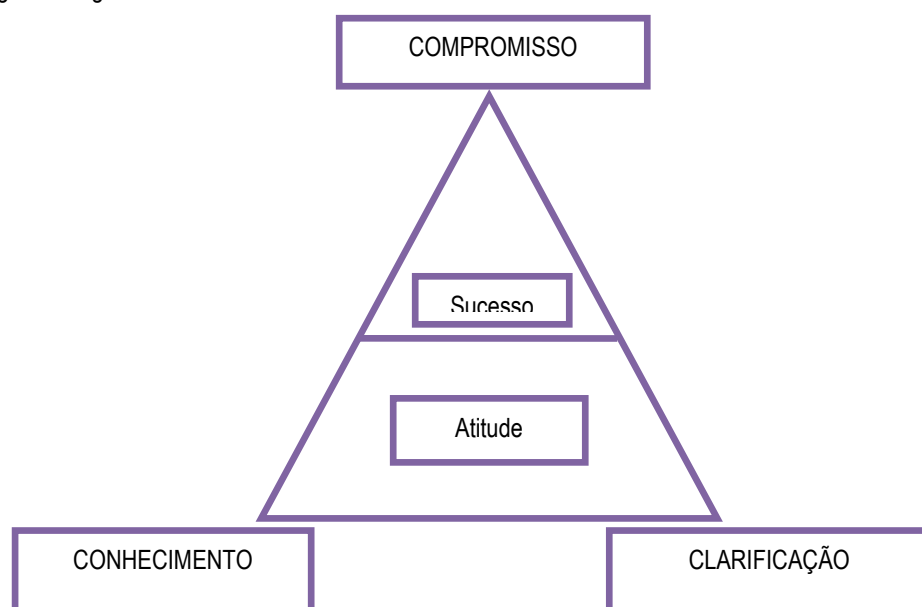 COMPROMISSO
Sucesso
Atitude
CONHECIMENTO
CLARIFICAÇÃO